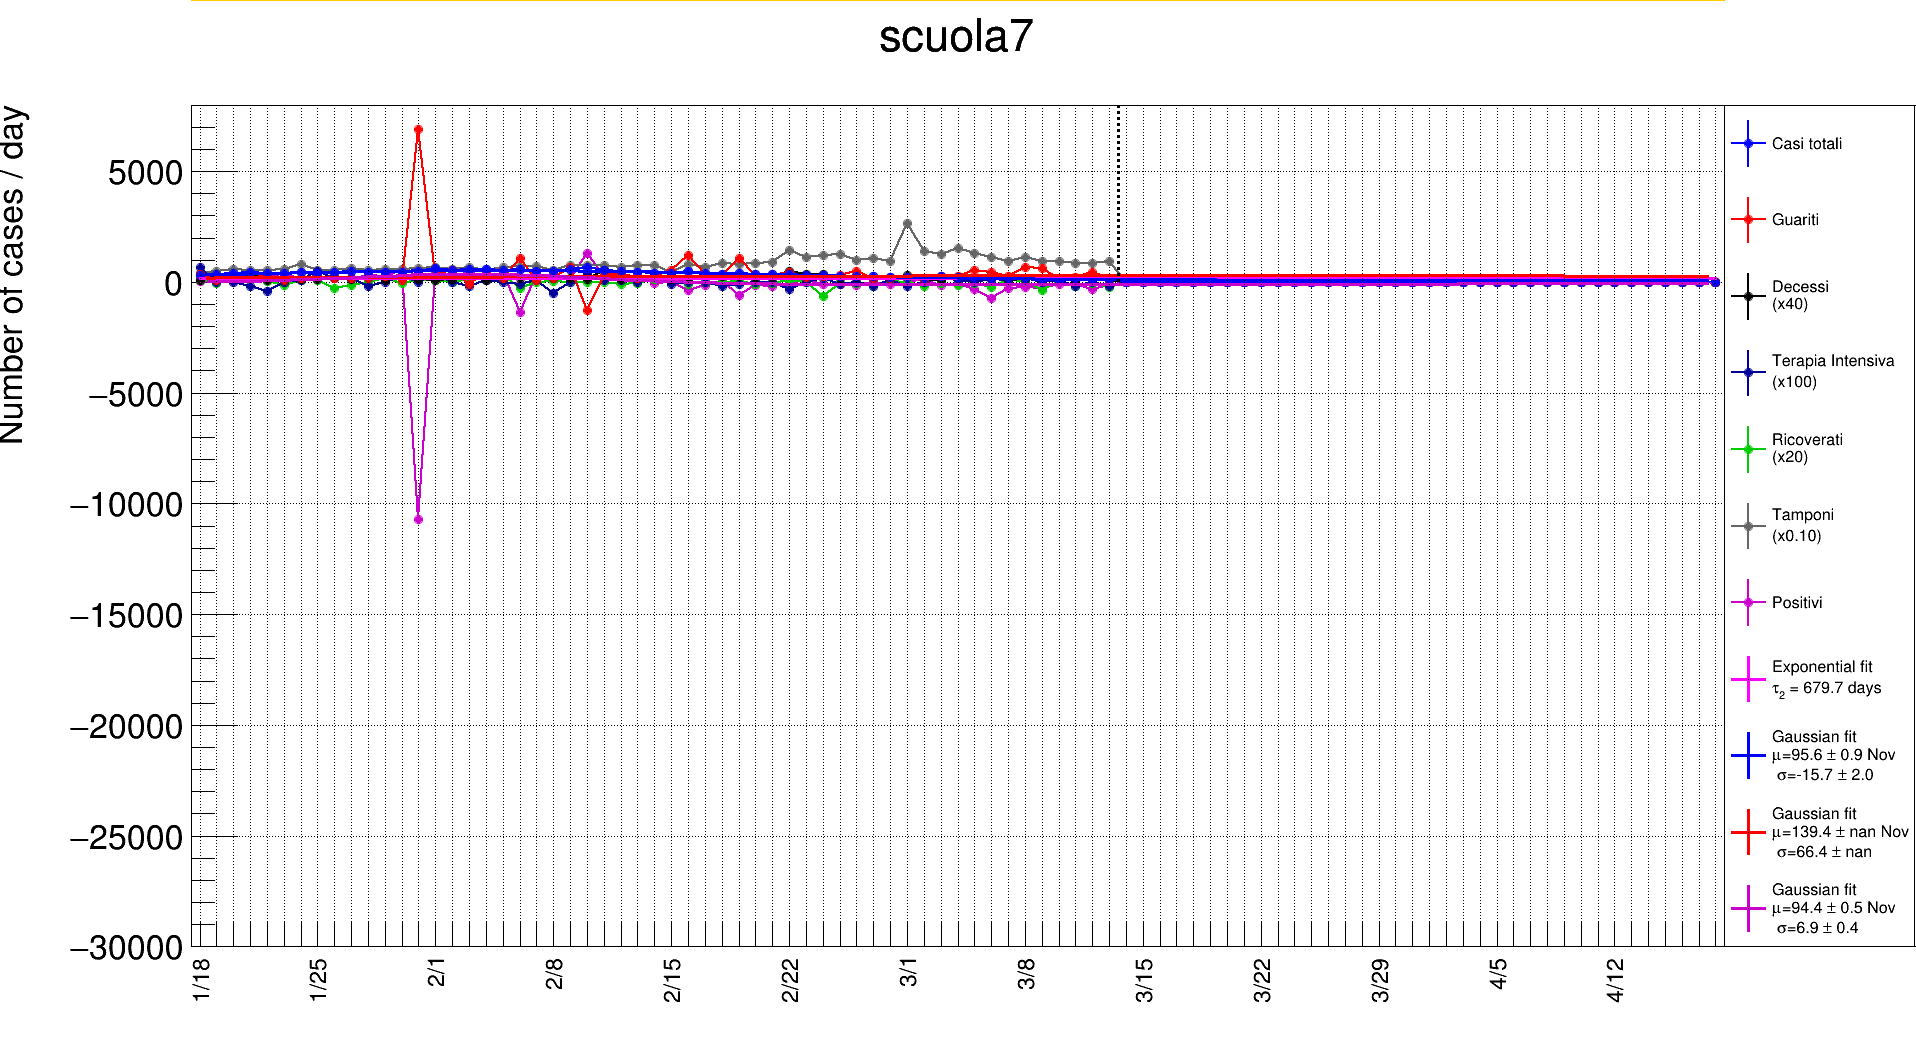 scuola7
Number of cases / day
5000
0
−5000
−10000
−15000
−20000
−25000
−30000
1/18
1/25
2/1
2/8
2/15
2/22
3/1
3/8
3/15
3/22
3/29
4/5
4/12
Casi totali
Guariti
Decessi
(x40)
Terapia Intensiva
(x100)
Ricoverati
(x20)
Tamponi
(x0.10)
Positivi
Exponential fit
τ2 = 679.7 days
Gaussian fit
μ=95.6 ± 0.9 Nov
σ=-15.7 ± 2.0
Gaussian fit
μ=139.4 ± nan Nov
σ=66.4 ± nan
Gaussian fit
μ=94.4 ± 0.5 Nov
σ=6.9 ± 0.4